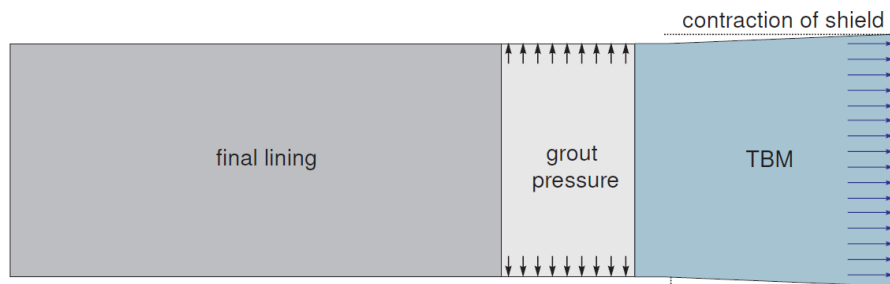 contraction of shield
final lining
grout
pressure
TBM